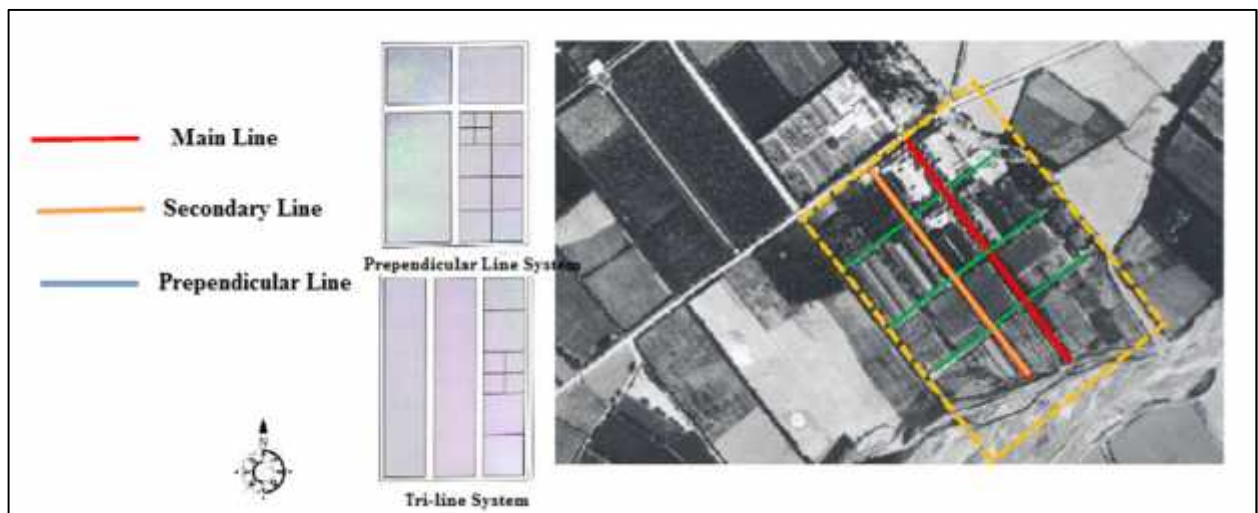 Main Line
Secondary Line
Prependicular Line
Prependicular Line System
Tri-line System
N